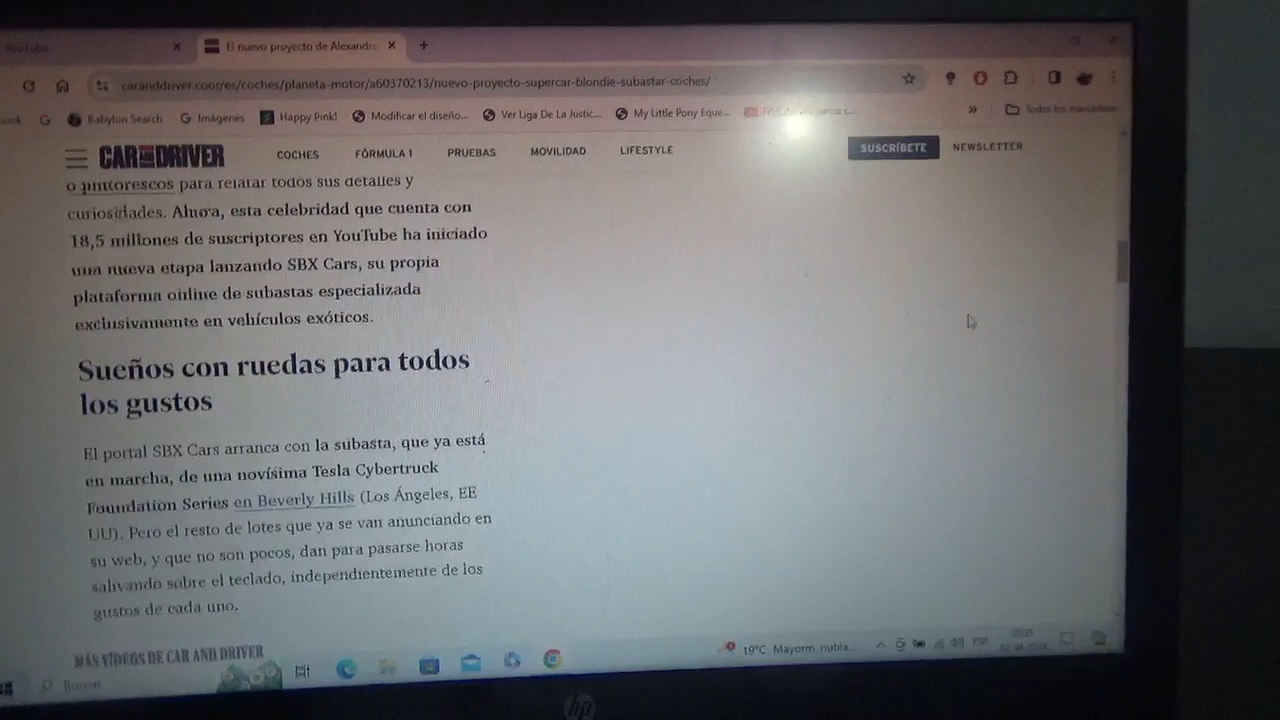 YouTube
El nuevo proyecto de Alexandre
caranddriver.com/es/coches/planeta-motor/a60370213/nuevo-proyecto-supercar-blondie-subastar-coches/
Babylon Search
Imágenes
Happy Pink!
Modificar el diseño...
Ver Liga De La Justic...
My Little Pony Eque...
Todos los marcadores
CAR AND DRIVER
COCHES
FÓRMULA 1
PRUEBAS
MOVILIDAD
LIFESTYLE
SUSCRÍBETE
NEWSLETTER
o pintorescos para relatar todos sus detalles y
curiosidades. Ahora, esta celebridad que cuenta con
18,5 millones de suscriptores en YouTube ha iniciado
una nueva etapa lanzando SBX Cars, su propia
plataforma online de subastas especializada
exclusivamente en vehículos exóticos.
Sueños con ruedas para todos
los gustos
El portal SBX Cars arranca con la subasta, que ya está
en marcha, de una novísima Tesla Cybertruck
Foundation Series en Beverly Hills (Los Ángeles, EE
UU). Pero el resto de lotes que ya se van anunciando en
su web, y que no son pocos, dan para pasarse horas
salivando sobre el teclado, independientemente de los
gustos de cada uno.
MÁS VÍDEOS DE CAR AND DRIVER
Buscar
19°C Mayorm. nubla...
ESP
hp